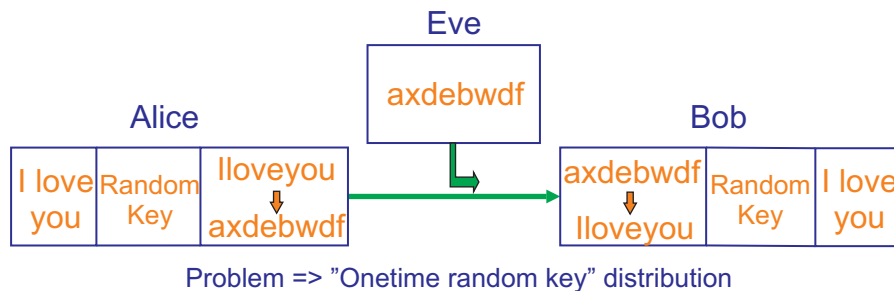 Eve
axdebwdf
Alice
Bob
I love
you
Random
Key
Iloveyou
axdebwdf
axdebwdf
Iloveyou
Random
Key
I love
you
Problem => ”Onetime random key” distribution